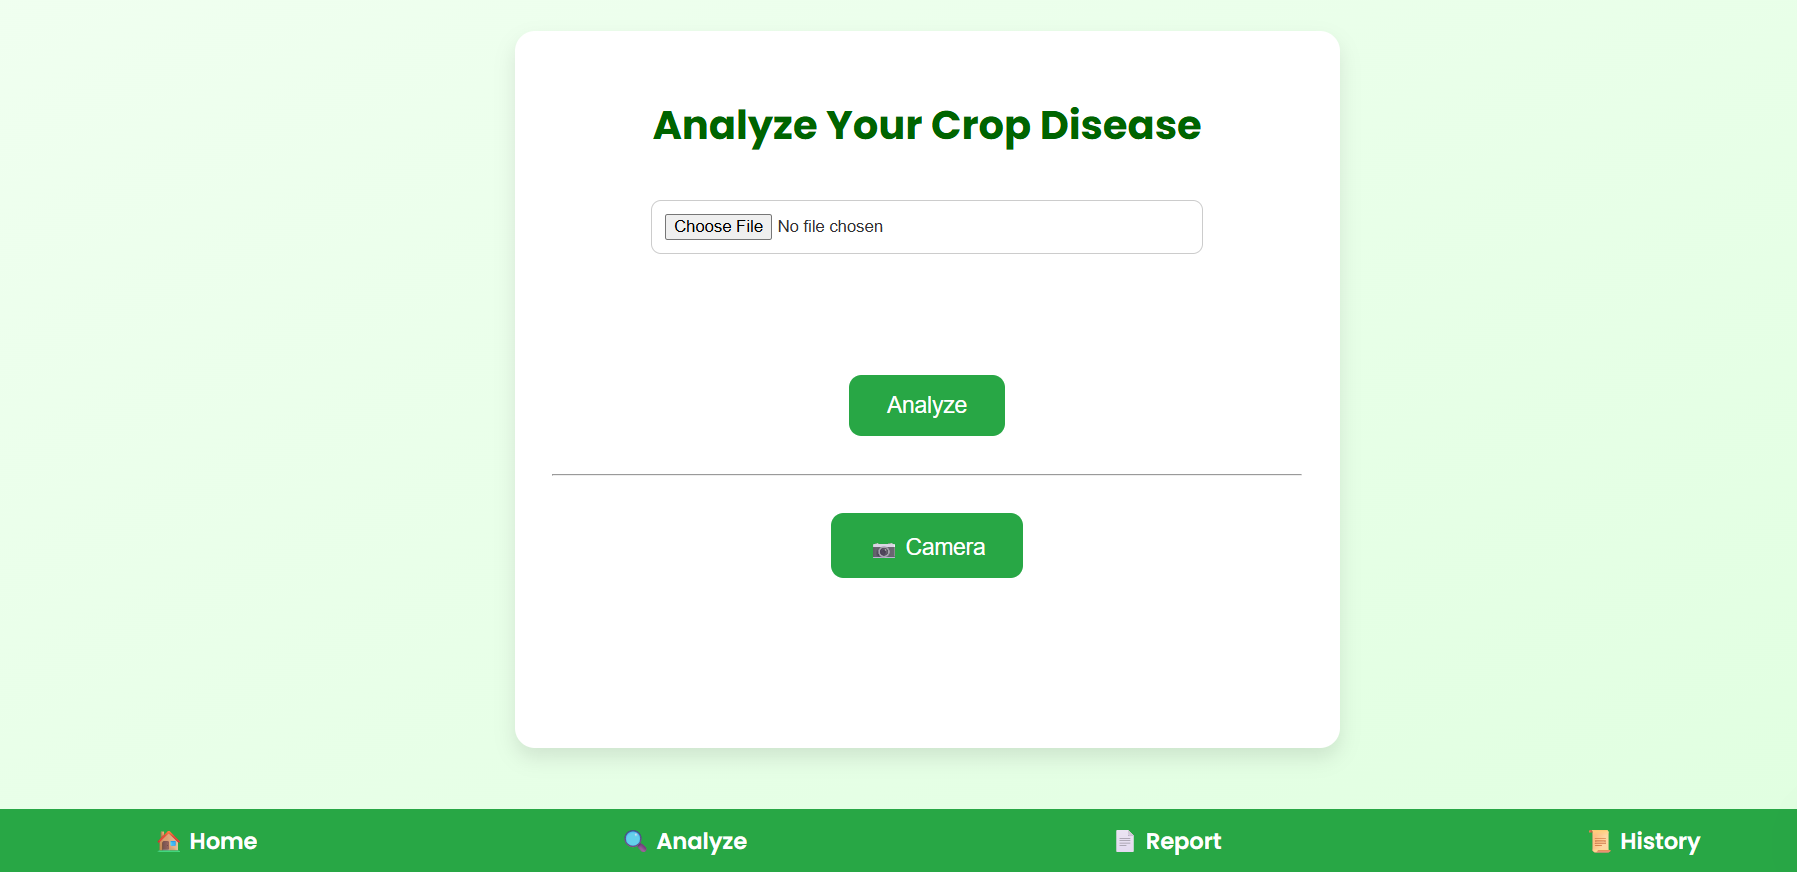 Analyze Your Crop Disease
Choose File No file chosen
Analyze
Camera
Home Analyze Report History